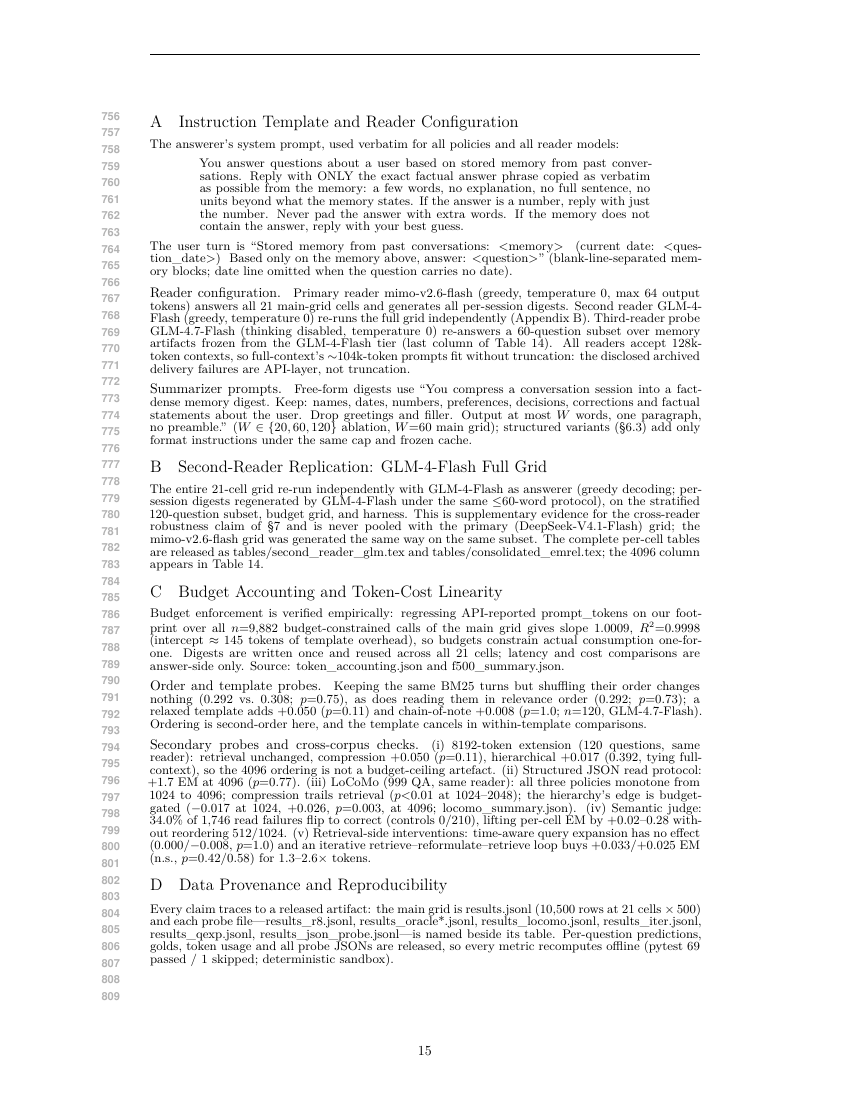 756
757
758
759
760
761
762
763
764
765
766
767
768
769
770
771
772
773
774
775
776
777
778
779
780
781
782
783
784
785
786
787
788
789
790
791
792
793
794
795
796
797
798
799
800
801
802
803
804
805
806
807
808
809
A Instruction Template and Reader Configuration
The answerer's system prompt, used verbatim for all policies and all reader models:
You answer questions about a user based on stored memory from past conver-
sations. Reply with ONLY the exact factual answer phrase copied as verbatim
as possible from the memory: a few words, no explanation, no full sentence, no
units beyond what the memory states. If the answer is a number, reply with just
the number. Never pad the answer with extra words. If the memory does not
contain the answer, reply with your best guess.
The user turn is “Stored memory from past conversations: <memory> (current date: <ques-
tion_date>) Based only on the memory above, answer: <question>” (blank-line-separated mem-
ory blocks; date line omitted when the question carries no date).
Reader configuration. Primary reader mimo-v2.6-flash (greedy, temperature 0, max 64 output
tokens) answers all 21 main-grid cells and generates all per-session digests. Second reader GLM-4-
Flash (greedy, temperature 0) re-runs the full grid independently (Appendix B). Third-reader probe
GLM-4.7-Flash (thinking disabled, temperature 0) re-answers a 60-question subset over memory
artifacts frozen from the GLM-4-Flash tier (last column of Table 14). All readers accept 128k-
token contexts, so full-context's ∼104k-token prompts fit without truncation: the disclosed archived
delivery failures are API-layer, not truncation.
Summarizer prompts. Free-form digests use “You compress a conversation session into a fact-
dense memory digest. Keep: names, dates, numbers, preferences, decisions, corrections and factual
statements about the user. Drop greetings and filler. Output at most W words, one paragraph,
no preamble.” (W ∈ {20, 60, 120} ablation, W=60 main grid); structured variants (§6.3) add only
format instructions under the same cap and frozen cache.
B Second-Reader Replication: GLM-4-Flash Full Grid
The entire 21-cell grid re-run independently with GLM-4-Flash as answerer (greedy decoding; per-
session digests regenerated by GLM-4-Flash under the same ≤60-word protocol), on the stratified
120-question subset, budget grid, and harness. This is supplementary evidence for the cross-reader
robustness claim of §7 and is never pooled with the primary (DeepSeek-V4.1-Flash) grid; the
mimo-v2.6-flash grid was generated the same way on the same subset. The complete per-cell tables
are released as tables/second_reader_glm.tex and tables/consolidated_emrel.tex; the 4096 column
appears in Table 14.
C Budget Accounting and Token-Cost Linearity
Budget enforcement is verified empirically: regressing API-reported prompt_tokens on our foot-
print over all n=9,882 budget-constrained calls of the main grid gives slope 1.0009, R²=0.9998
(intercept ≈ 145 tokens of template overhead), so budgets constrain actual consumption one-for-
one. Digests are written once and reused across all 21 cells; latency and cost comparisons are
answer-side only. Source: token_accounting.json and f500_summary.json.
Order and template probes. Keeping the same BM25 turns but shuffling their order changes
nothing (0.292 vs. 0.308; p=0.75), as does reading them in relevance order (0.292; p=0.73); a
relaxed template adds +0.050 (p=0.11) and chain-of-note +0.008 (p=1.0; n=120, GLM-4.7-Flash).
Ordering is second-order here, and the template cancels in within-template comparisons.
Secondary probes and cross-corpus checks. (i) 8192-token extension (120 questions, same
reader): retrieval unchanged, compression +0.050 (p=0.11), hierarchical +0.017 (0.392, tying full-
context), so the 4096 ordering is not a budget-ceiling artefact. (ii) Structured JSON read protocol:
+1.7 EM at 4096 (p=0.77). (iii) LoCoMo (999 QA, same reader): all three policies monotone from
1024 to 4096; compression trails retrieval (p<0.01 at 1024–2048); the hierarchy's edge is budget-
gated (−0.017 at 1024, +0.026, p=0.003, at 4096; locomo_summary.json). (iv) Semantic judge:
34.0% of 1,746 read failures flip to correct (controls 0/210), lifting per-cell EM by +0.02–0.28 with-
out reordering 512/1024. (v) Retrieval-side interventions: time-aware query expansion has no effect
(0.000/−0.008, p=1.0) and an iterative retrieve–reformulate–retrieve loop buys +0.033/+0.025 EM
(n.s., p=0.42/0.58) for 1.3–2.6× tokens.
D Data Provenance and Reproducibility
Every claim traces to a released artifact: the main grid is results.jsonl (10,500 rows at 21 cells × 500)
and each probe file—results_r8.jsonl, results_oracle*.jsonl, results_locomo.jsonl, results_iter.jsonl,
results_qexp.jsonl, results_json_probe.jsonl—is named beside its table. Per-question predictions,
golds, token usage and all probe JSONs are released, so every metric recomputes offline (pytest 69
passed / 1 skipped; deterministic sandbox).
15